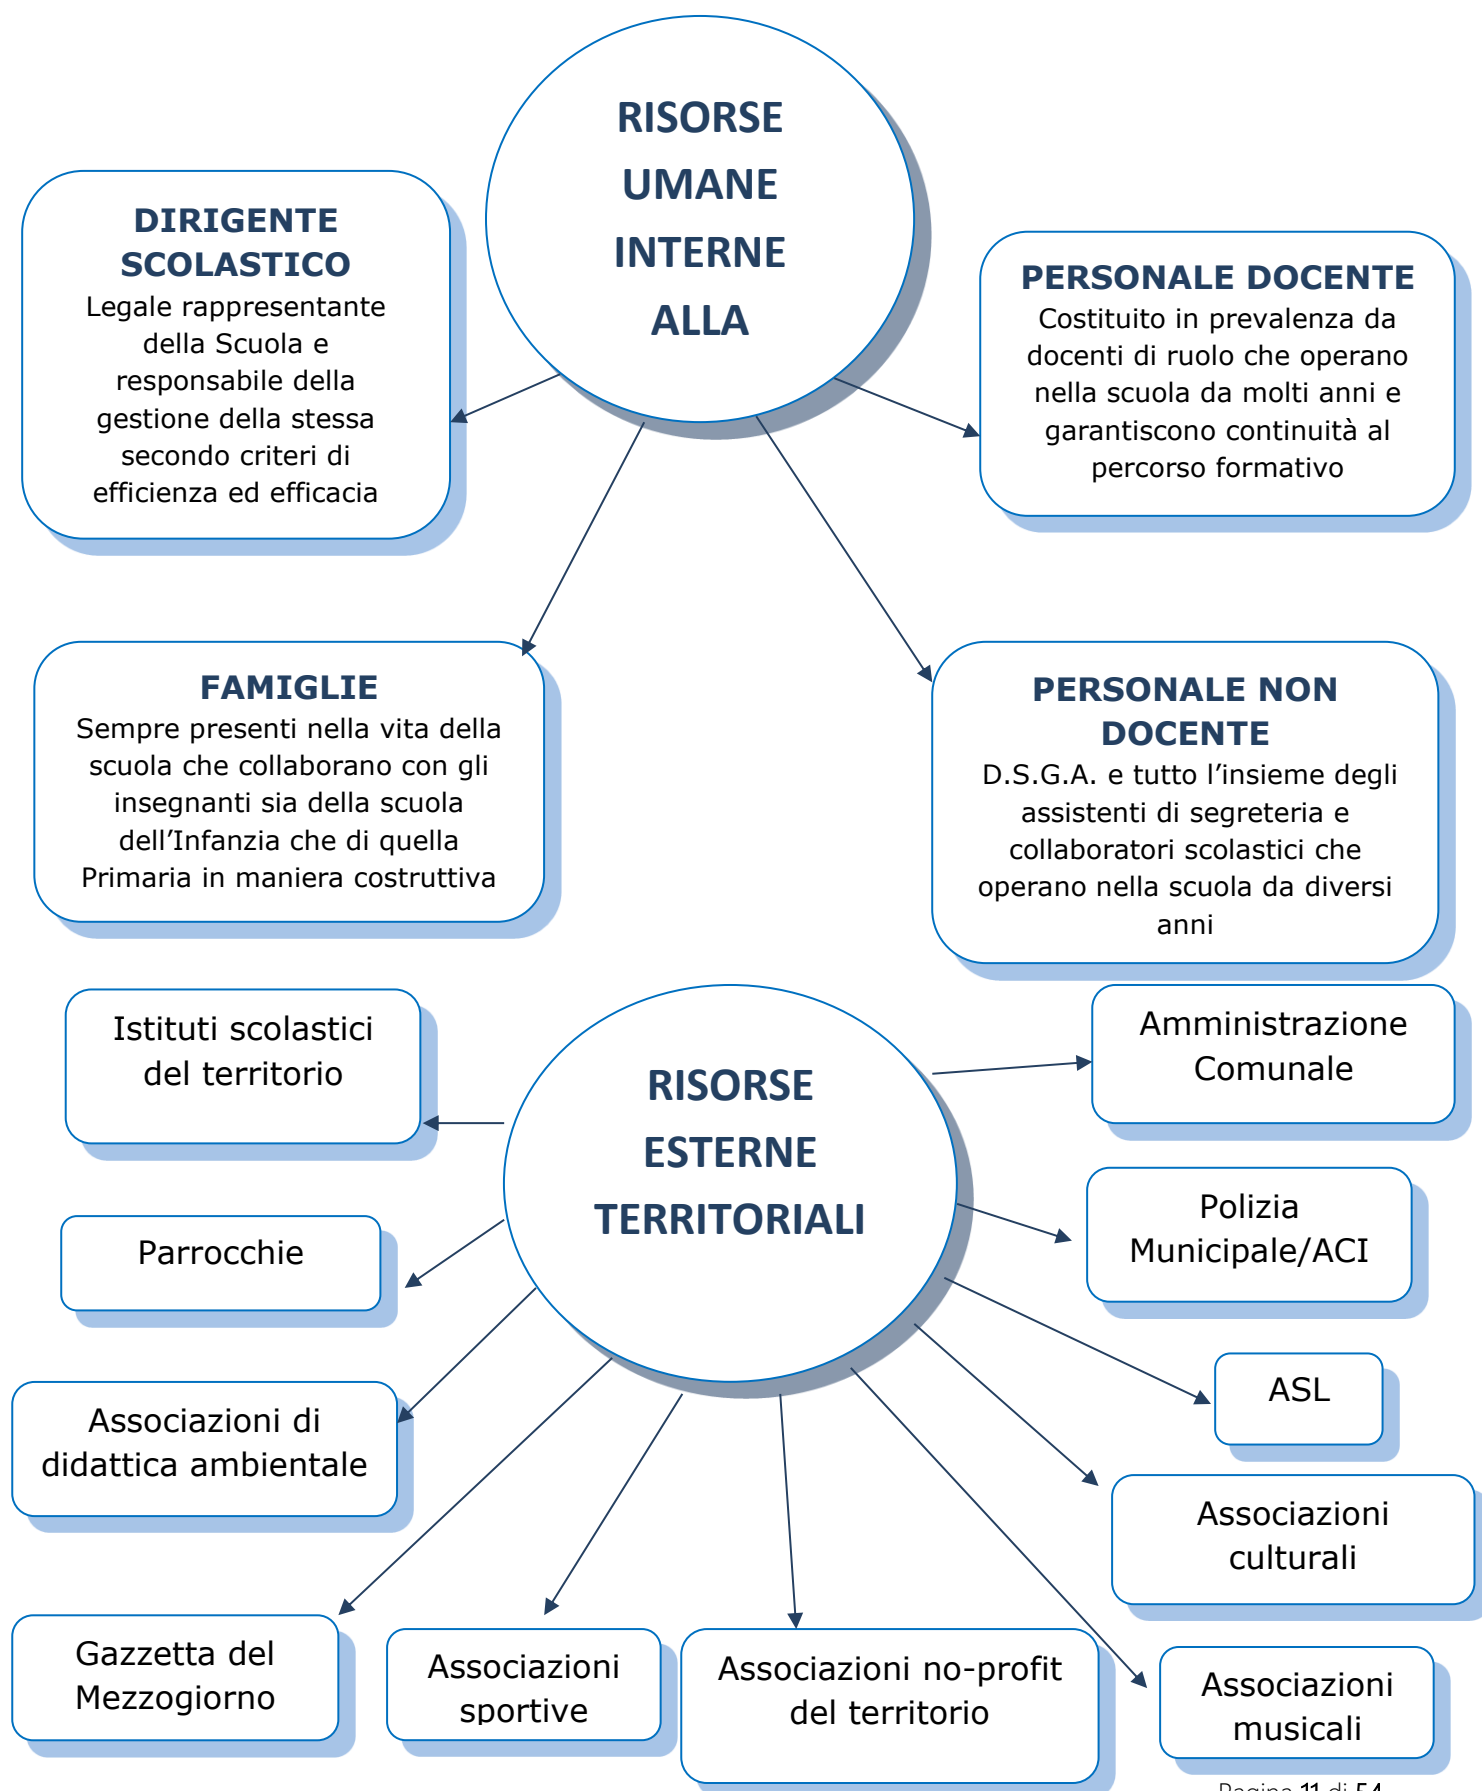 RISORSE
UMANE
INTERNE
ALLA
DIRIGENTE
SCOLASTICO
Legale rappresentante
della Scuola e
responsabile della
gestione della stessa
secondo criteri di
efficienza ed efficacia
PERSONALE DOCENTE
Costituito in prevalenza da
docenti di ruolo che operano
nella scuola da molti anni e
garantiscono continuità al
percorso formativo
FAMIGLIE
Sempre presenti nella vita della
scuola che collaborano con gli
insegnanti sia della scuola
dell’Infanzia che di quella
Primaria in maniera costruttiva
PERSONALE NON
DOCENTE
D.S.G.A. e tutto l’insieme degli
assistenti di segreteria e
collaboratori scolastici che
operano nella scuola da diversi
anni
RISORSE
ESTERNE
TERRITORIALI
Istituti scolastici
del territorio
Amministrazione
Comunale
Parrocchie
Polizia
Municipale/ACI
Associazioni di
didattica ambientale
ASL
Associazioni
culturali
Gazzetta del
Mezzogiorno
Associazioni
sportive
Associazioni no-profit
del territorio
Associazioni
musicali
Pagina 11 di 54